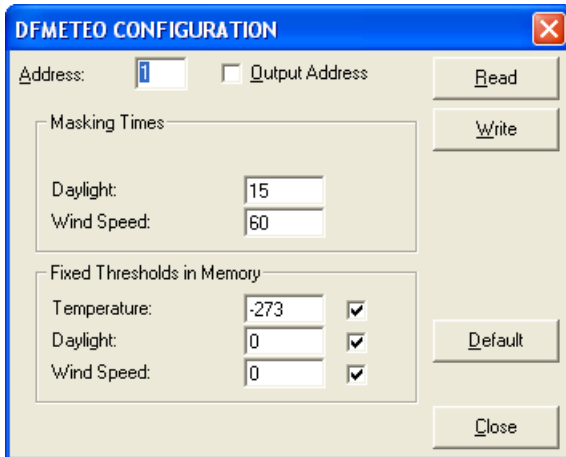 DFMETEO CONFIGURATION
Address: 1 Output Address Read
Masking Times Write
Daylight: 15
Wind Speed: 60
Fixed Thresholds in Memory
Temperature: -273
Daylight: 0 Default
Wind Speed: 0
Close